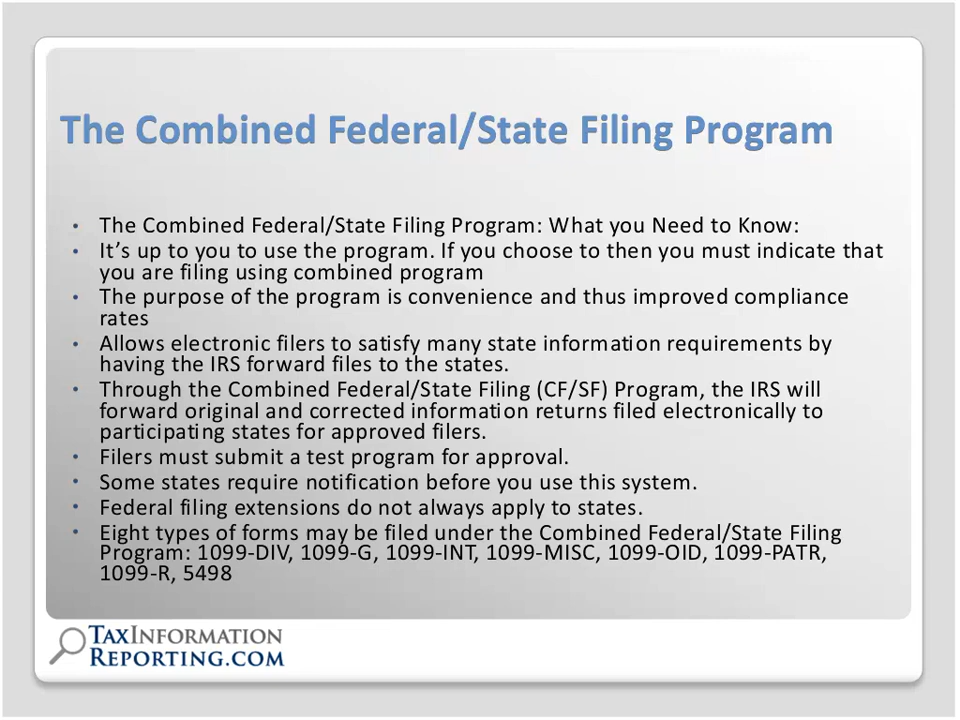 The Combined Federal/State Filing Program
• The Combined Federal/State Filing Program: What you Need to Know:
• It’s up to you to use the program. If you choose to then you must indicate that
you are filing using combined program
• The purpose of the program is convenience and thus improved compliance
rates
• Allows electronic filers to satisfy many state information requirements by
having the IRS forward files to the states.
• Through the Combined Federal/State Filing (CF/SF) Program, the IRS will
forward original and corrected information returns filed electronically to
participating states for approved filers.
• Filers must submit a test program for approval.
• Some states require notification before you use this system.
• Federal filing extensions do not always apply to states.
• Eight types of forms may be filed under the Combined Federal/State Filing
Program: 1099-DIV, 1099-G, 1099-INT, 1099-MISC, 1099-OID, 1099-PATR,
1099-R, 5498
TAXINFORMATION
REPORTING.COM